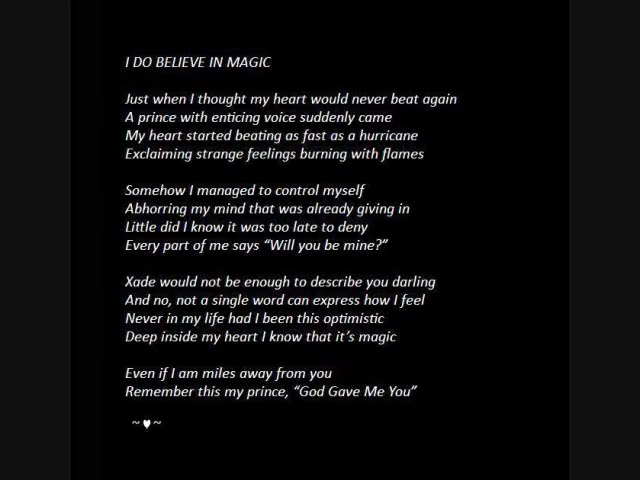 I DO BELIEVE IN MAGIC
Just when I thought my heart would never beat again
A prince with enticing voice suddenly came
My heart started beating as fast as a hurricane
Exclaiming strange feelings burning with flames
Somehow I managed to control myself
Abhorring my mind that was already giving in
Little did I know it was too late to deny
Every part of me says “Will you be mine?”
Xade would not be enough to describe you darling
And no, not a single word can express how I feel
Never in my life had I been this optimistic
Deep inside my heart I know that it’s magic
Even if I am miles away from you
Remember this my prince, “God Gave Me You”
~♥~